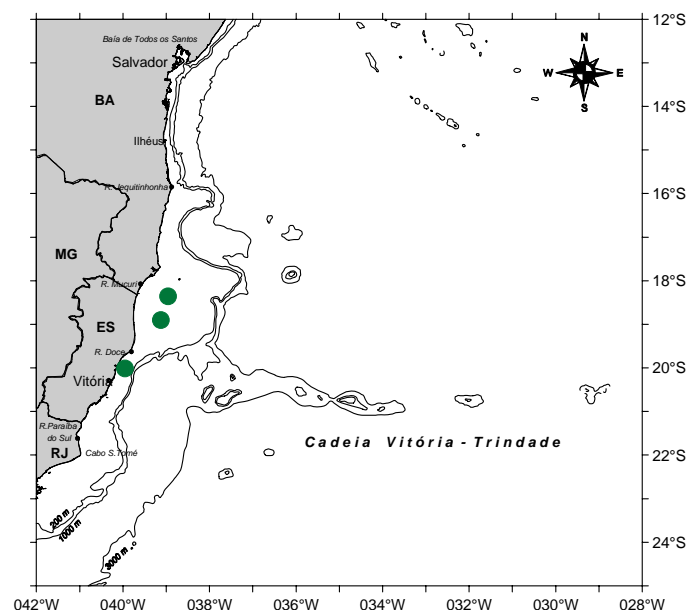 12°S
Baía de Todos os Santos
Salvador
N
W
E
S
BA
14°S
Ilhéus
R. Jequitinhonha
16°S
MG
R. Mucuri
18°S
ES
R. Doce
20°S
Vitória
R.Paraíba
do Sul
RJ
Cabo S.Tomé
Cadeia Vitória - Trindade
22°S
200 m
1000 m
3000 m
24°S
042°W 040°W 038°W 036°W 034°W 032°W 030°W 028°W